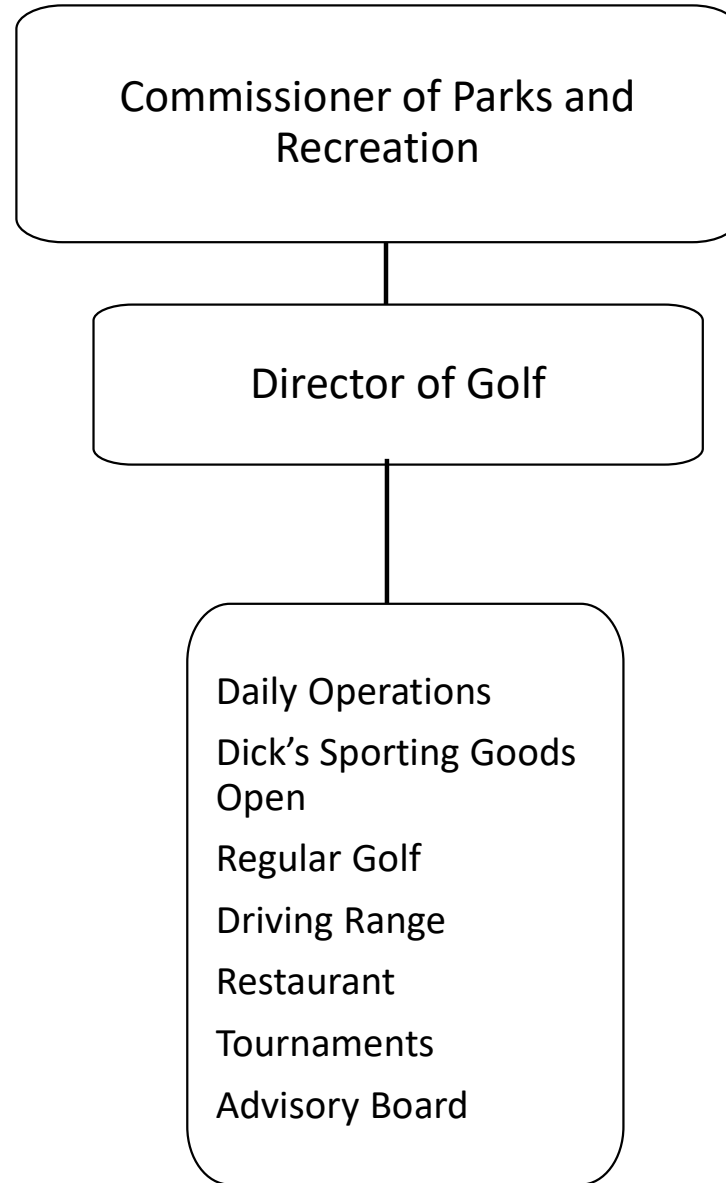 Commissioner of Parks and
Recreation
Director of Golf
Daily Operations
Dick’s Sporting Goods
Open
Regular Golf
Driving Range
Restaurant
Tournaments
Advisory Board